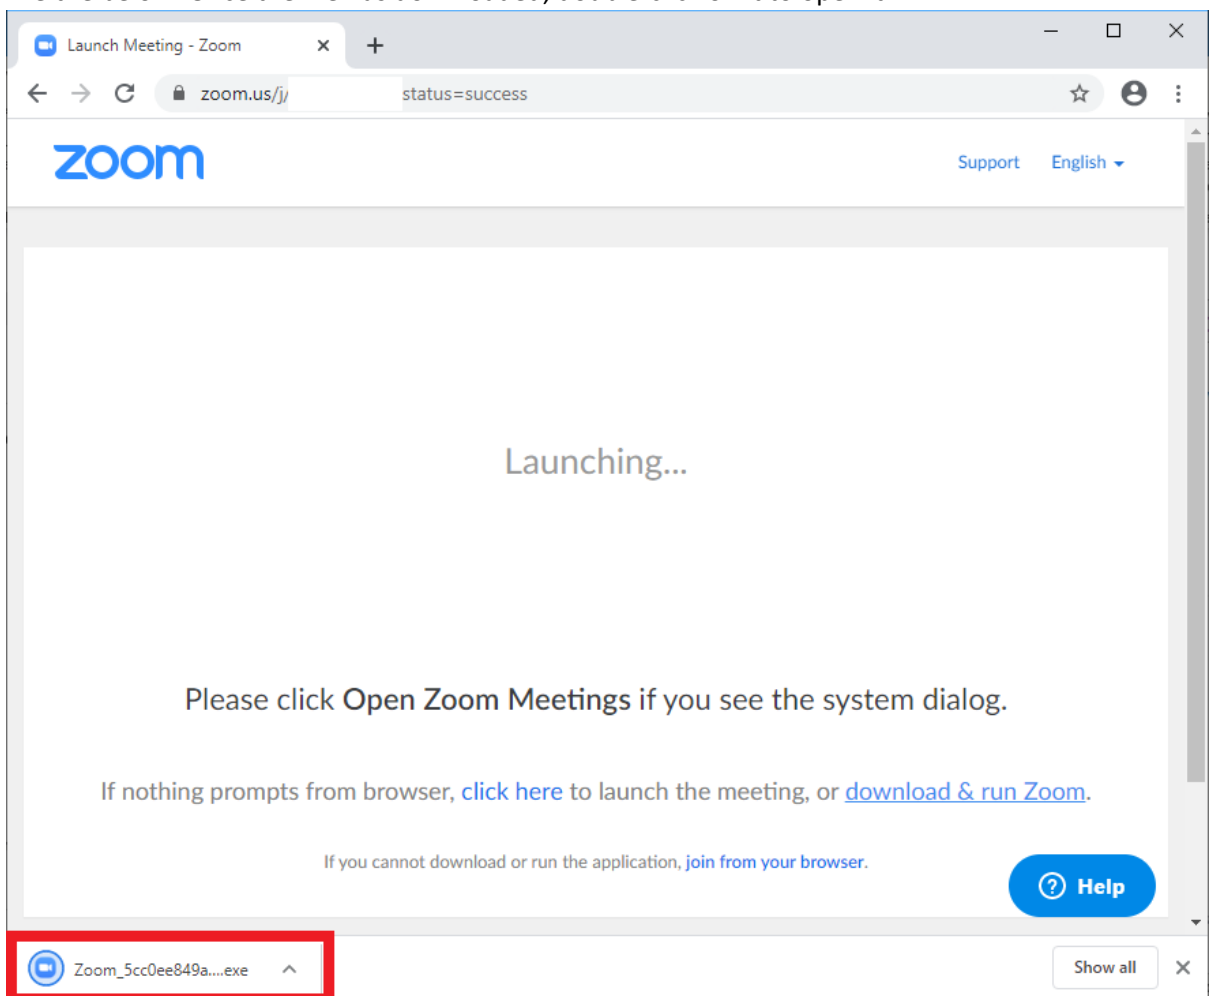 Launch Meeting - Zoom
zoom.us/j/ status=success
zoom
Support English
Launching...
Please click Open Zoom Meetings if you see the system dialog.
If nothing prompts from browser, click here to launch the meeting, or download & run Zoom.
If you cannot download or run the application, join from your browser.
Help
Zoom_5cc0ee849a....exe
Show all